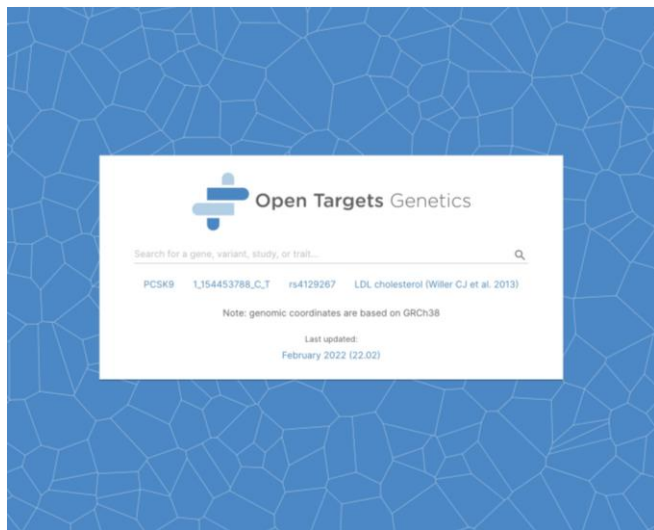 Open Targets Genetics
Search for a gene, variant, study, or trait...
PCSK9 1_154453788_C_T rs4129267 LDL cholesterol (Willer CJ et al. 2013)
Note: genomic coordinates are based on GRCh38
Last updated:
February 2022 (22.02)